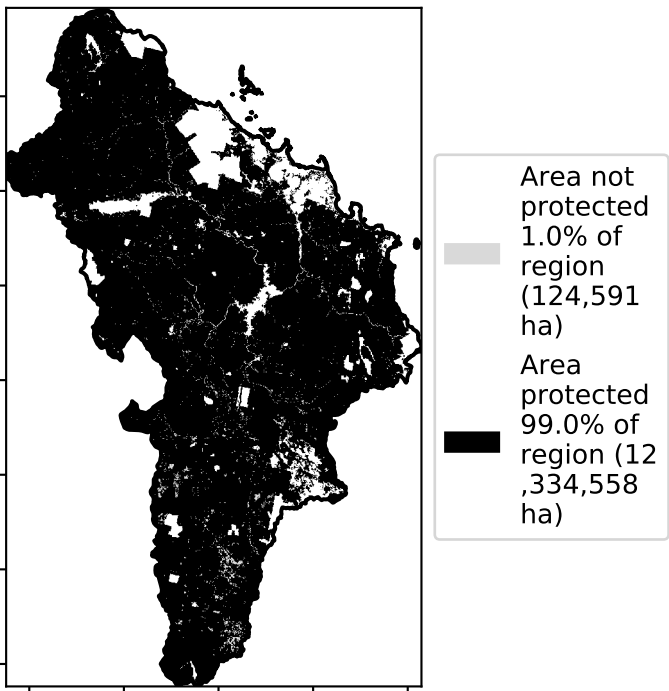 Area not
protected
1.0% of
region
(124,591
ha)
Area
protected
99.0% of
region (12
,334,558
ha)